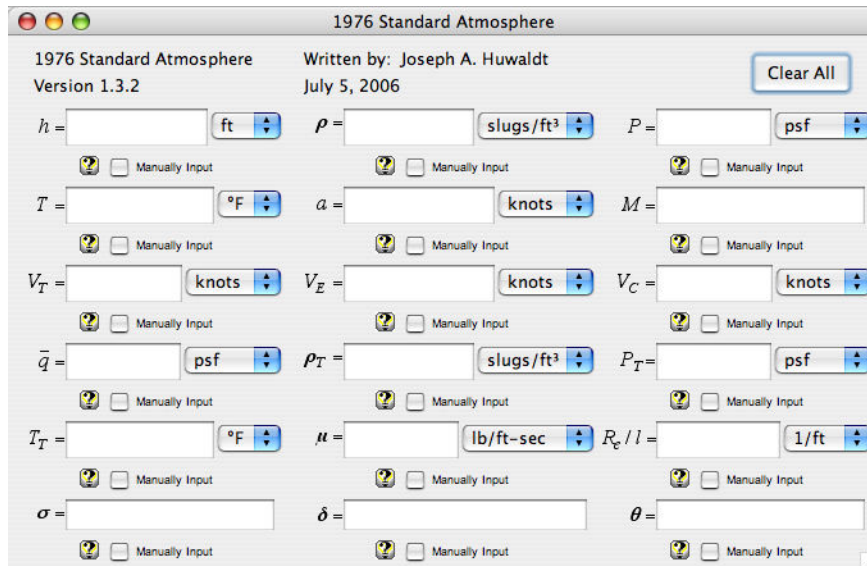 1976 Standard Atmosphere
1976 Standard Atmosphere Written by: Joseph A. Huwaldt
Version 1.3.2 July 5, 2006
Clear All
h = ft ρ = slugs/ft³ P = psf
Manually Input Manually Input Manually Input
T = °F a = knots M =
Manually Input Manually Input Manually Input
V_T = knots V_E = knots V_C = knots
Manually Input Manually Input Manually Input
q̄ = psf ρ_T = slugs/ft³ P_T = psf
Manually Input Manually Input Manually Input
T_T = °F μ = lb/ft-sec R_e / l = 1/ft
Manually Input Manually Input Manually Input
σ = δ = θ =
Manually Input Manually Input Manually Input